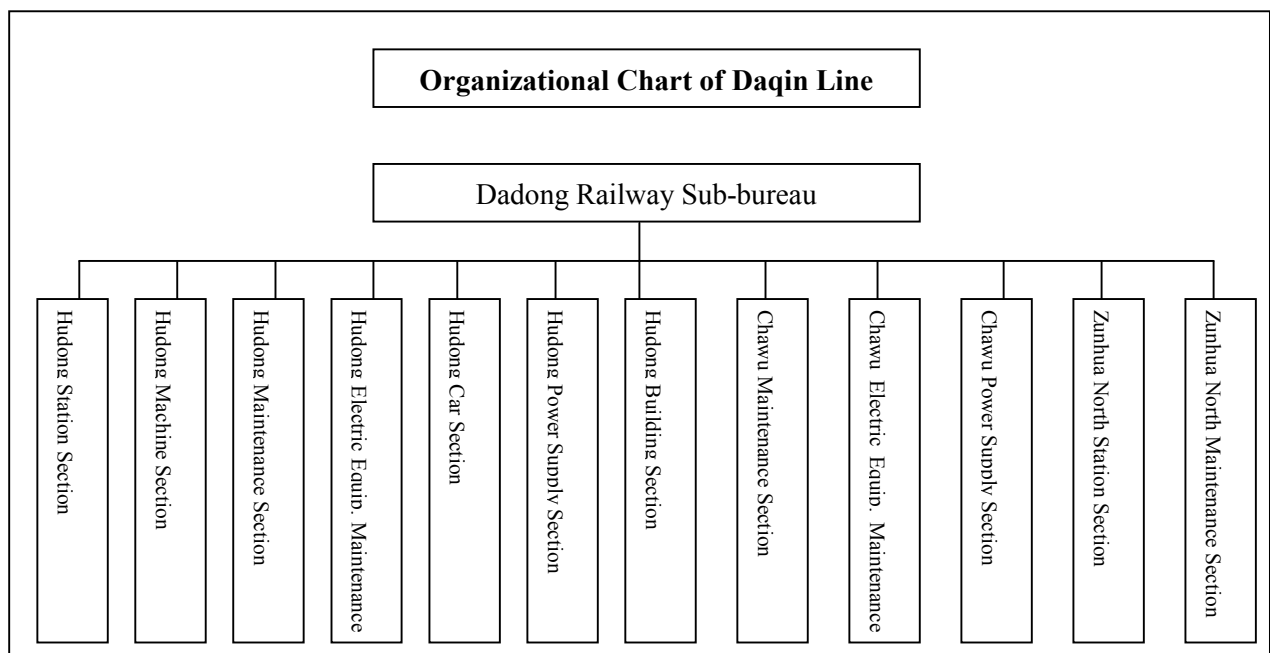 Organizational Chart of Daqin Line
Dadong Railway Sub-bureau
Hudong Station Section
Hudong Machine Section
Hudong Maintenance Section
Hudong Electric Equip. Maintenance
Hudong Car Section
Hudong Power Supply Section
Hudong Building Section
Chawu Maintenance Section
Chawu Electric Equip. Maintenance
Chawu Power Supply Section
Zunhua North Station Section
Zunhua North Maintenance Section